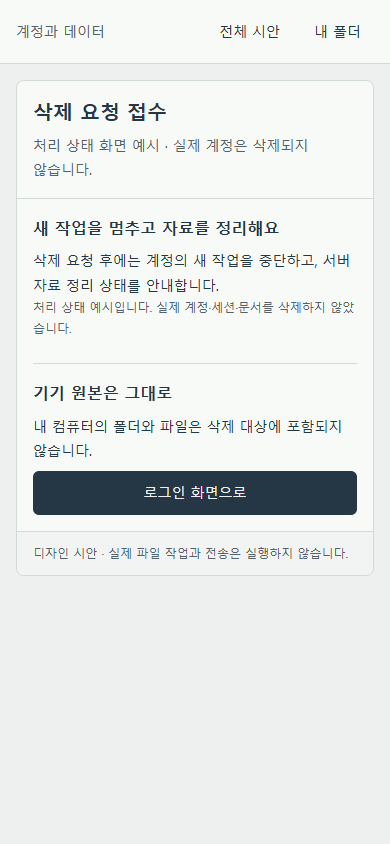 계정과 데이터
전체 시안
내 폴더
삭제 요청 접수
처리 상태 화면 예시 · 실제 계정은 삭제되지
않습니다.
새 작업을 멈추고 자료를 정리해요
삭제 요청 후에는 계정의 새 작업을 중단하고, 서버
자료 정리 상태를 안내합니다.
처리 상태 예시입니다. 실제 계정·세션·문서를 삭제하지 않았
습니다.
기기 원본은 그대로
내 컴퓨터의 폴더와 파일은 삭제 대상에 포함되지
않습니다.
로그인 화면으로
디자인 시안 · 실제 파일 작업과 전송은 실행하지 않습니다.